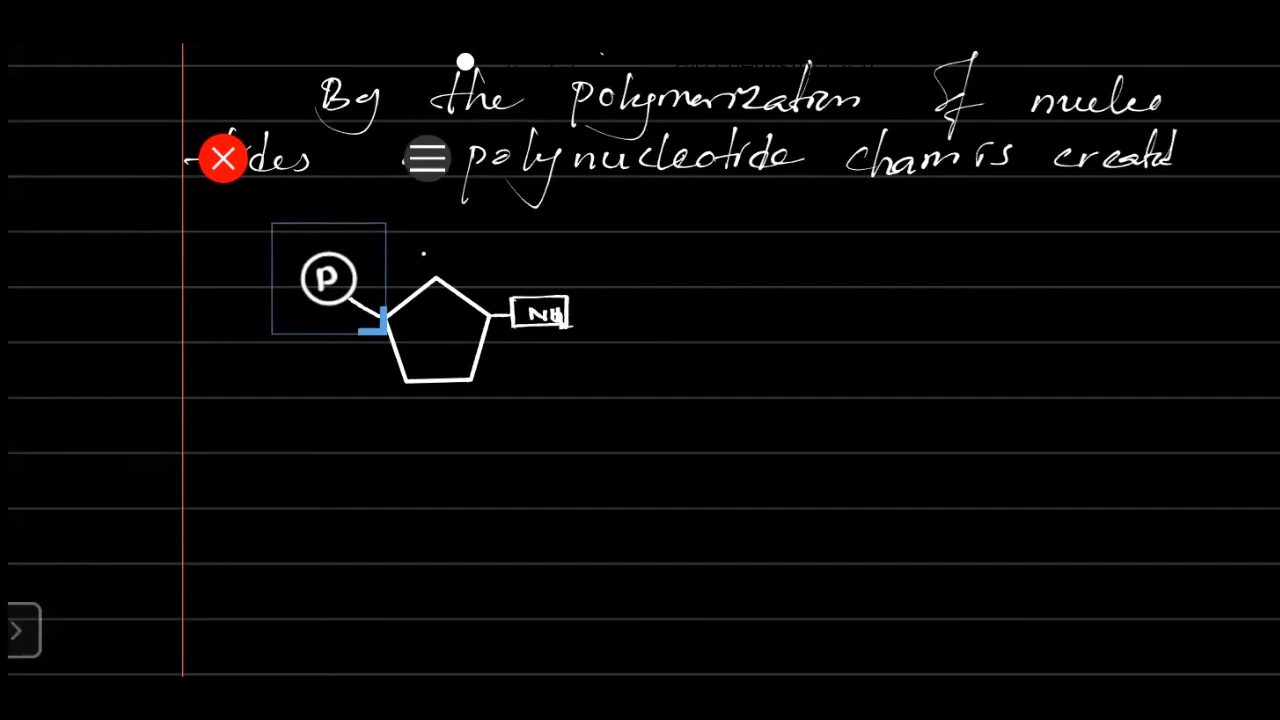 By the polymerization of nucleo
-tides polynucleotide chain is created
P
NB